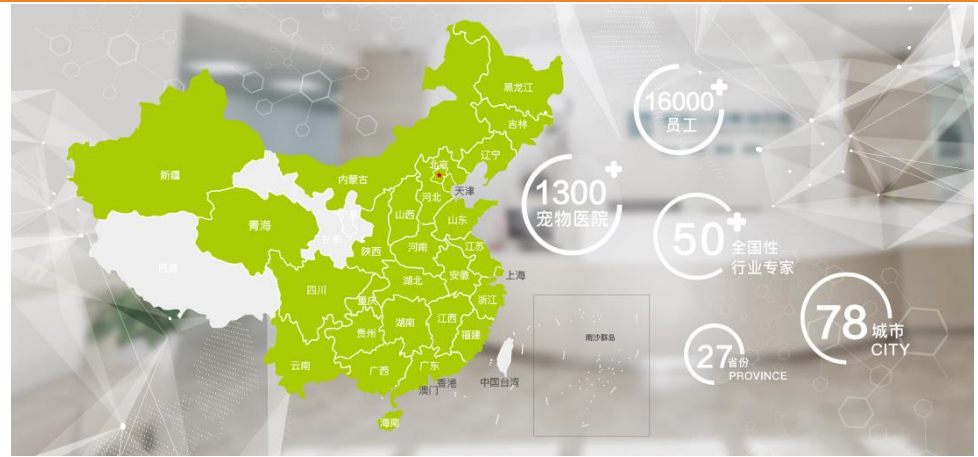 黑龙江
吉林
辽宁
北京
天津
内蒙古
新疆
河北
山西
山东
青海
宁夏
甘肃
陕西
河南
江苏
西藏
安徽
上海
四川
湖北
重庆
浙江
湖南
江西
贵州
福建
云南
广西
广东
香港
澳门
中国台湾
海南
南沙群岛
16000+
员工
1300+
宠物医院
50+
全国性
行业专家
78 城市
CITY
27 省份
PROVINCE